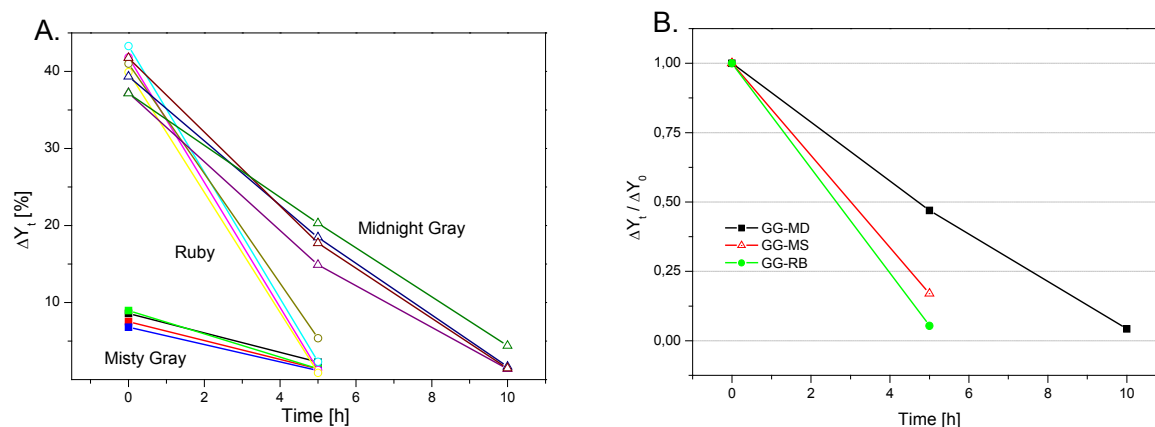 A.
ΔYt [%]
40
30
20
10
Midnight Gray
Ruby
Misty Gray
0 2 4 6 8 10
Time [h]
B.
ΔYt / ΔY0
1,00
0,75
0,50
0,25
0,00
GG-MD
GG-MS
GG-RB
0 2 4 6 8 10
Time [h]